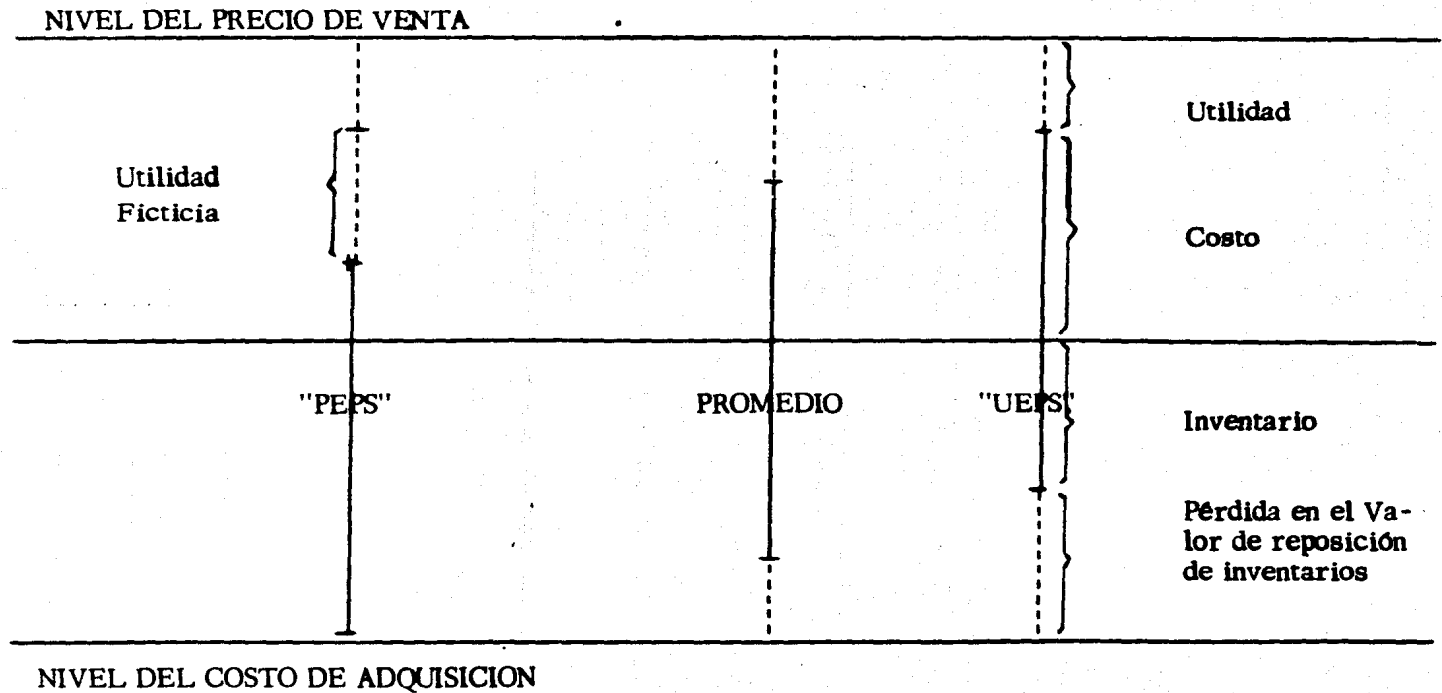 NIVEL DEL PRECIO DE VENTA
Utilidad
Utilidad
Ficticia
Costo
"PEPS"
PROMEDIO
"UEPS"
Inventario
Pérdida en el Va-
lor de reposición
de inventarios
NIVEL DEL COSTO DE ADQUISICION